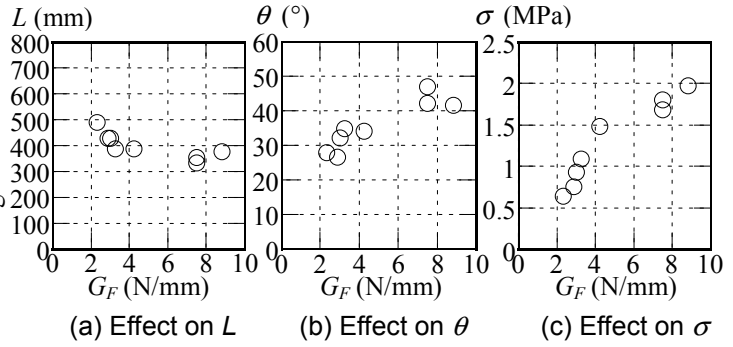 L (mm)
800
700
600
500
400
300
200
100
0
0 2 4 6 8 10
G_F (N/mm)
(a) Effect on L
θ (°)
60
50
40
30
20
10
0
0 2 4 6 8 10
G_F (N/mm)
(b) Effect on θ
σ (MPa)
2.5
2
1.5
1
0.5
0
0 2 4 6 8 10
G_F (N/mm)
(c) Effect on σ